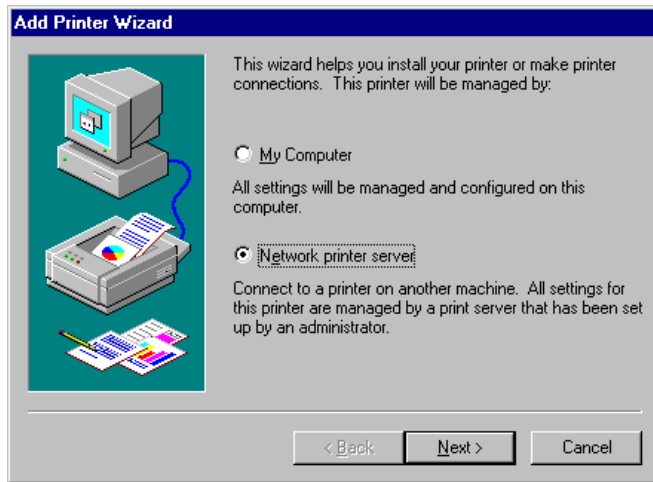 Add Printer Wizard
This wizard helps you install your printer or make printer
connections. This printer will be managed by:
My Computer
All settings will be managed and configured on this
computer.
Network printer server
Connect to a printer on another machine. All settings for
this printer are managed by a print server that has been set
up by an administrator.
< Back
Next >
Cancel